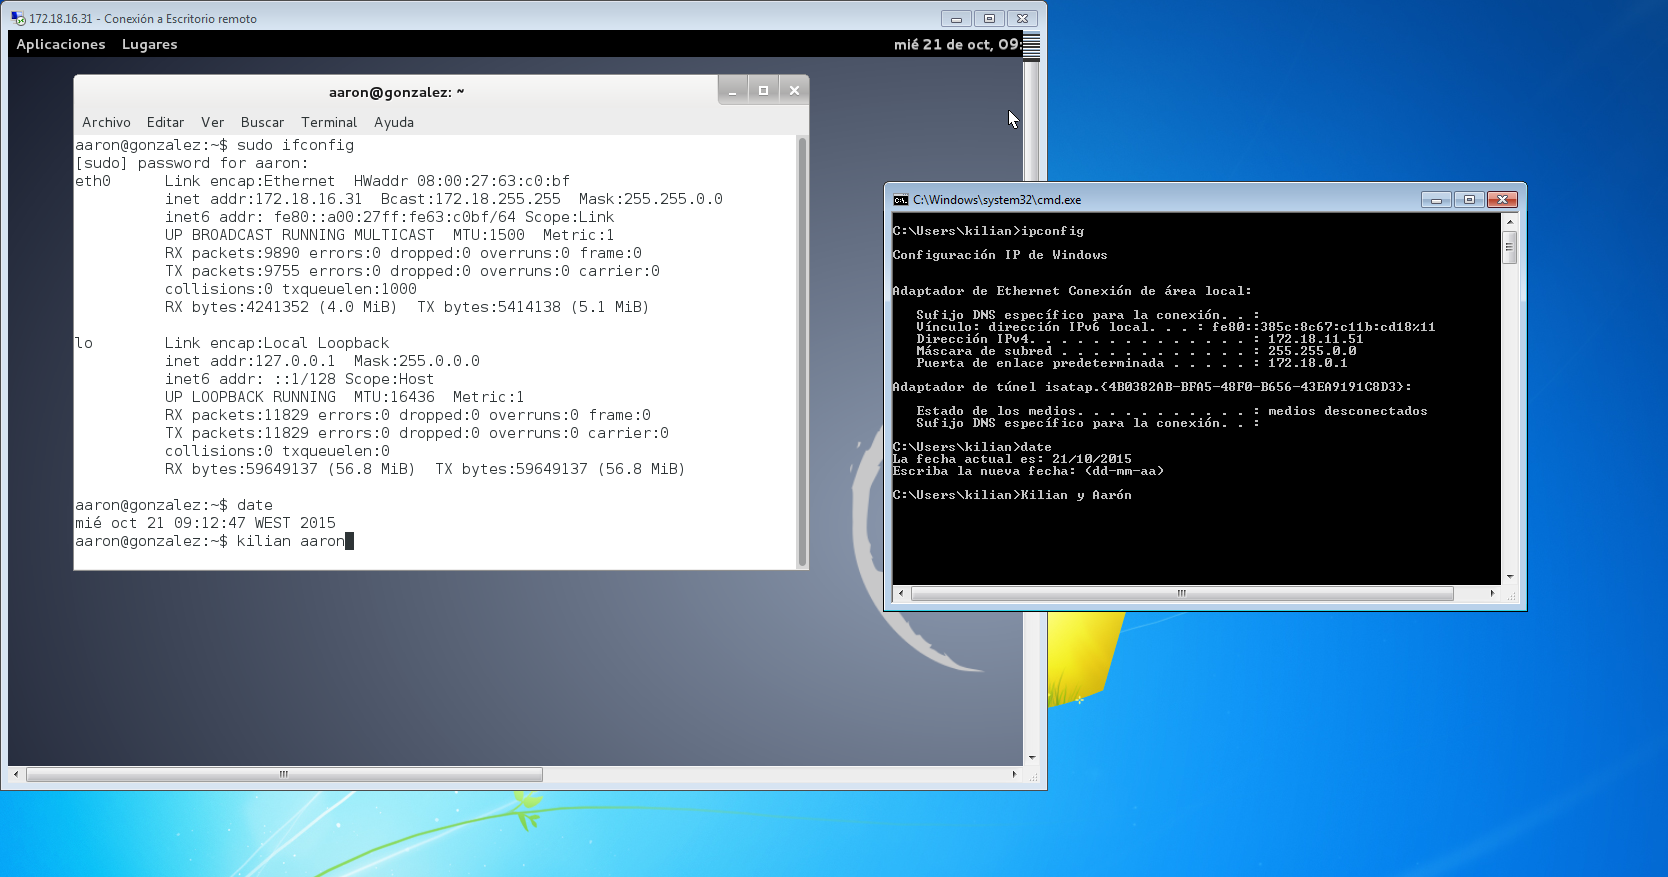 172.18.16.31 - Conexión a Escritorio remoto
Aplicaciones Lugares mié 21 de oct, 09:
aaron@gonzalez: ~
Archivo Editar Ver Buscar Terminal Ayuda
aaron@gonzalez:~$ sudo ifconfig
[sudo] password for aaron:
eth0 Link encap:Ethernet HWaddr 08:00:27:63:c0:bf
inet addr:172.18.16.31 Bcast:172.18.255.255 Mask:255.255.0.0
inet6 addr: fe80::a00:27ff:fe63:c0bf/64 Scope:Link
UP BROADCAST RUNNING MULTICAST MTU:1500 Metric:1
RX packets:9890 errors:0 dropped:0 overruns:0 frame:0
TX packets:9755 errors:0 dropped:0 overruns:0 carrier:0
collisions:0 txqueuelen:1000
RX bytes:4241352 (4.0 MiB) TX bytes:5414138 (5.1 MiB)
lo Link encap:Local Loopback
inet addr:127.0.0.1 Mask:255.0.0.0
inet6 addr: ::1/128 Scope:Host
UP LOOPBACK RUNNING MTU:16436 Metric:1
RX packets:11829 errors:0 dropped:0 overruns:0 frame:0
TX packets:11829 errors:0 dropped:0 overruns:0 carrier:0
collisions:0 txqueuelen:0
RX bytes:59649137 (56.8 MiB) TX bytes:59649137 (56.8 MiB)
aaron@gonzalez:~$ date
mié oct 21 09:12:47 WEST 2015
aaron@gonzalez:~$ kilian aaron
C:\Windows\system32\cmd.exe
C:\Users\kilian>ipconfig
Configuración IP de Windows
Adaptador de Ethernet Conexión de área local:
Sufijo DNS específico para la conexión. . :
Vínculo: dirección IPv6 local. . . : fe80::385c:8c67:c11b:cd18%11
Dirección IPv4. . . . . . . . . . . . . . : 172.18.11.51
Máscara de subred . . . . . . . . . . . . : 255.255.0.0
Puerta de enlace predeterminada . . . . . : 172.18.0.1
Adaptador de túnel isatap.{4B0382AB-BFA5-48F0-B656-43EA9191C8D3}:
Estado de los medios. . . . . . . . . . . : medios desconectados
Sufijo DNS específico para la conexión. . :
C:\Users\kilian>date
La fecha actual es: 21/10/2015
Escriba la nueva fecha: (dd-mm-aa)
C:\Users\kilian>Kilian y Aarón